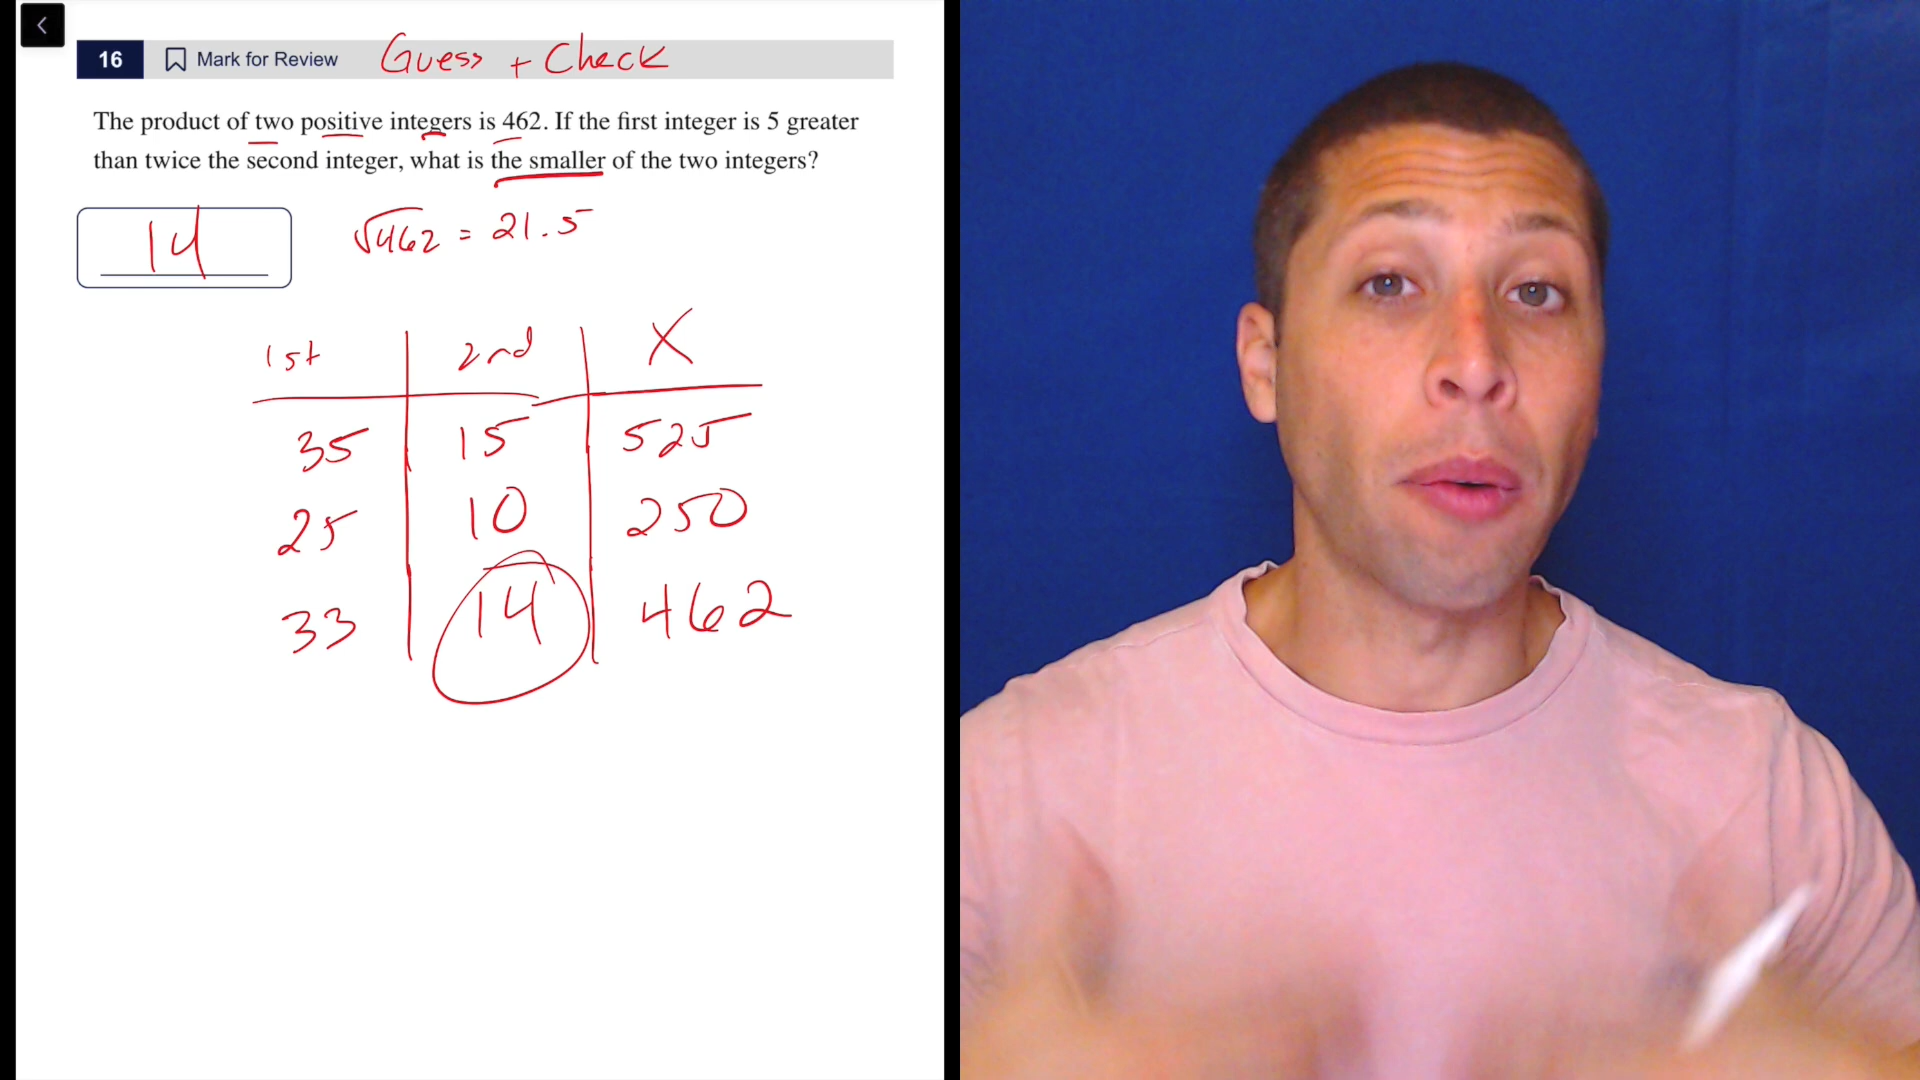 16 Mark for Review Guess + Check
The product of two positive integers is 462. If the first integer is 5 greater
than twice the second integer, what is the smaller of the two integers?
14 √462 = 21.5
1st 2nd X
35 15 525
25 10 250
33 14 462